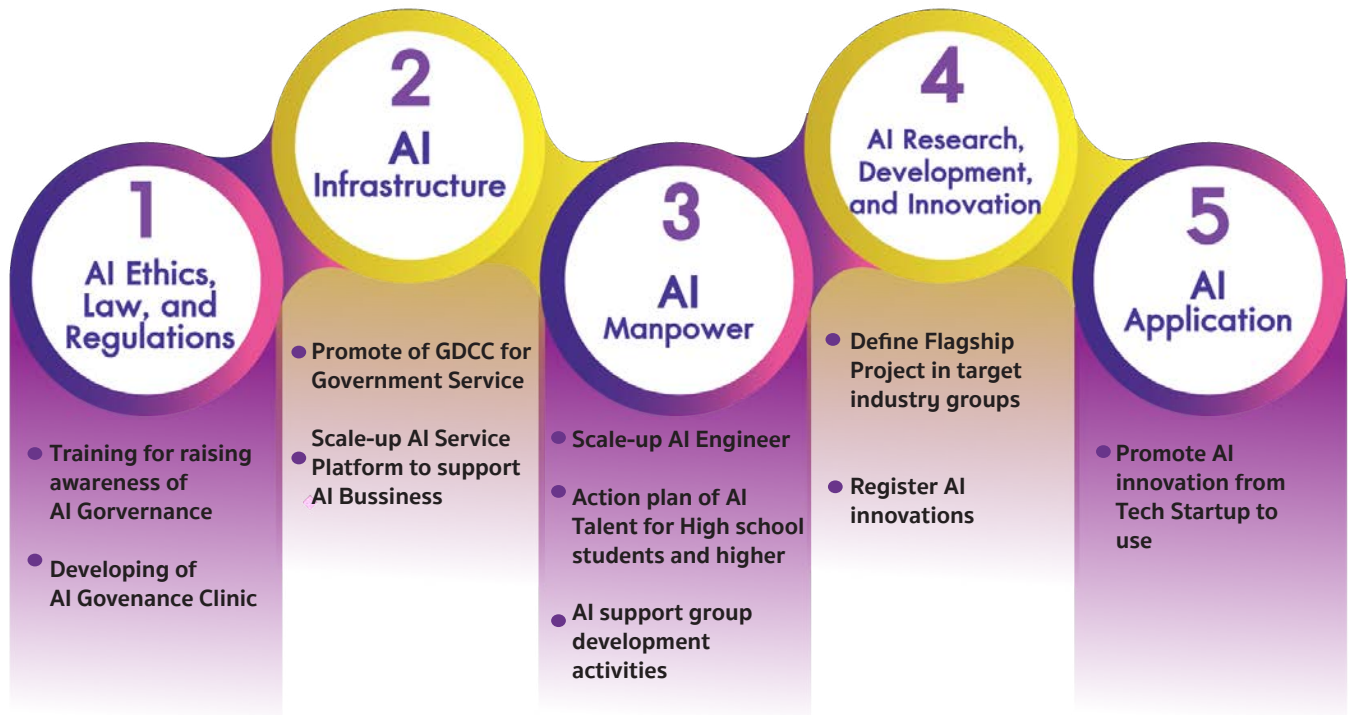 1
AI Ethics,
Law, and
Regulations
Training for raising
awareness of
AI Gorvernance
Developing of
AI Govenance Clinic
2
AI
Infrastructure
Promote of GDCC for
Government Service
Scale-up AI Service
Platform to support
AI Bussiness
3
AI
Manpower
Scale-up AI Engineer
Action plan of AI
Talent for High school
students and higher
AI support group
development
activities
4
AI Research,
Development,
and Innovation
Define Flagship
Project in target
industry groups
Register AI
innovations
5
AI
Application
Promote AI
innovation from
Tech Startup to
use